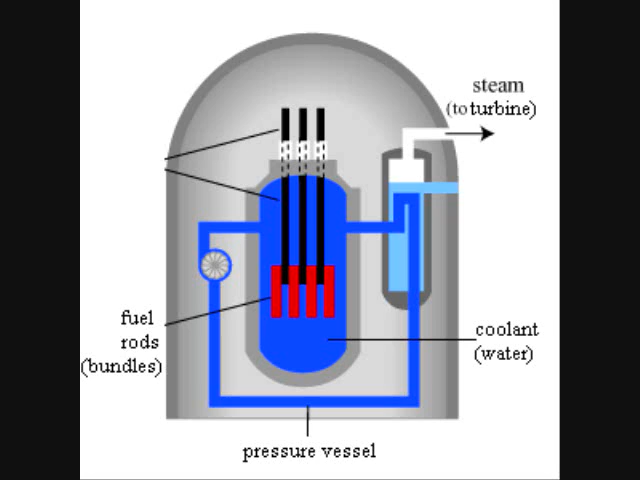 steam
(to turbine)
fuel
rods
(bundles)
coolant
(water)
pressure vessel